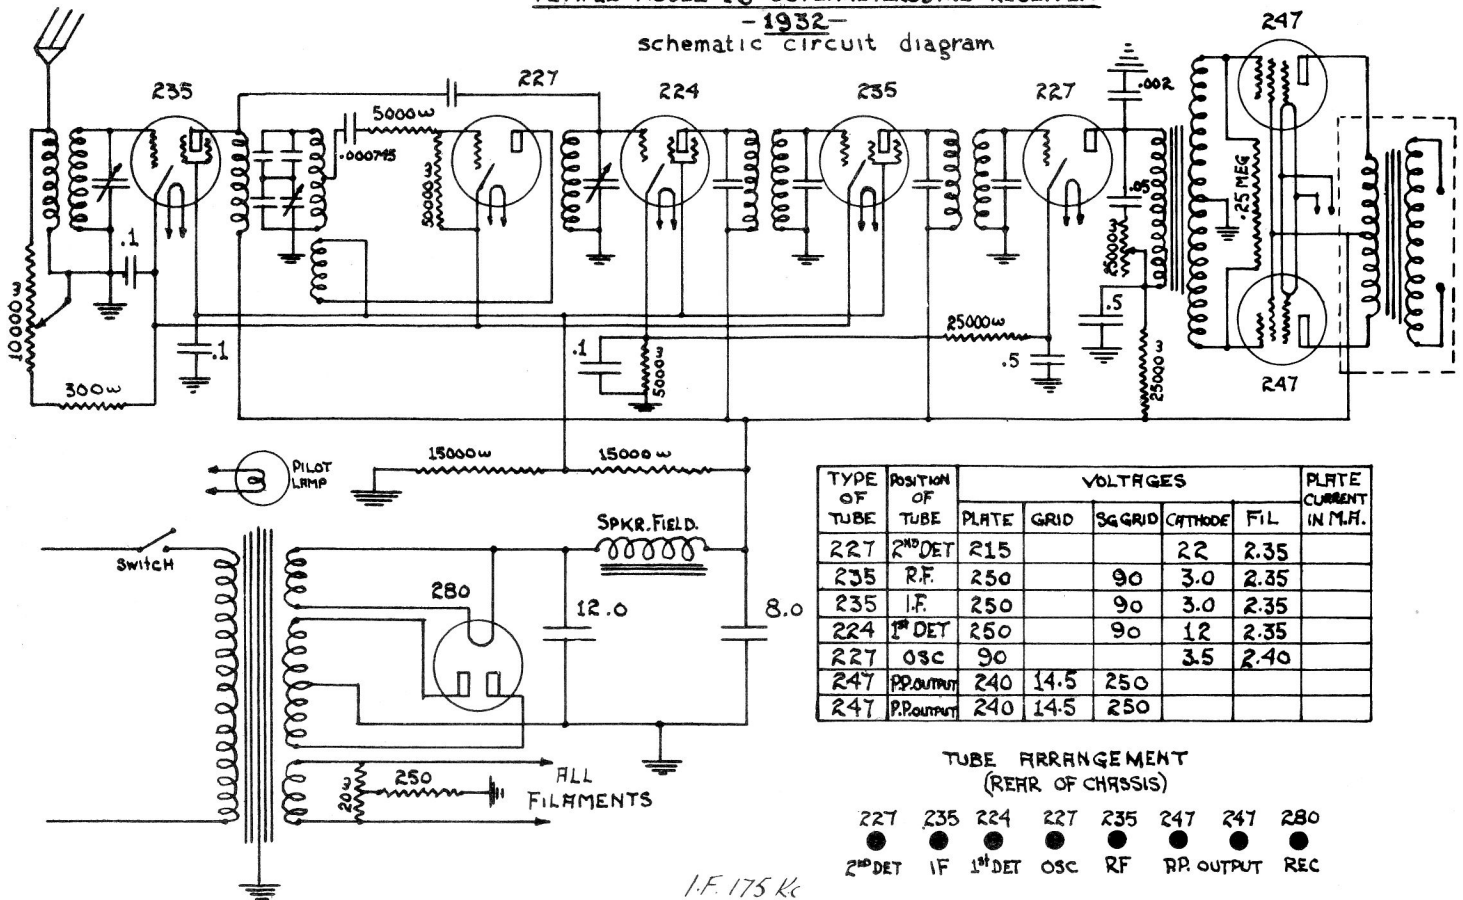 -1932-
schematic circuit diagram
247
235
227
224
235
227
.002
5000ω
.000745
50000ω
.05
25000ω
.25 MEG
.1
10000ω
.1
300ω
.1
5000ω
25000ω
.5
.5
25000ω
247
15000ω
15000ω
PILOT
LAMP
SWITCH
SPKR. FIELD.
280
12.0
8.0
20ω
250
ALL
FILAMENTS
TYPE OF TUBE POSITION OF TUBE VOLTAGES PLATE CURRENT IN M.A.
PLATE GRID SG GRID CATHODE FIL
227 2ND DET 215 22 2.35
235 R.F. 250 90 3.0 2.35
235 I.F. 250 90 3.0 2.35
224 1st DET 250 90 12 2.35
227 OSC 90 3.5 2.40
247 P.P. OUTPUT 240 14.5 250
247 P.P. OUTPUT 240 14.5 250
TUBE ARRANGEMENT
(REAR OF CHASSIS)
227 235 224 227 235 247 247 280
2ND DET IF 1st DET OSC RF P.P. OUTPUT REC
I.F. 175 Kc